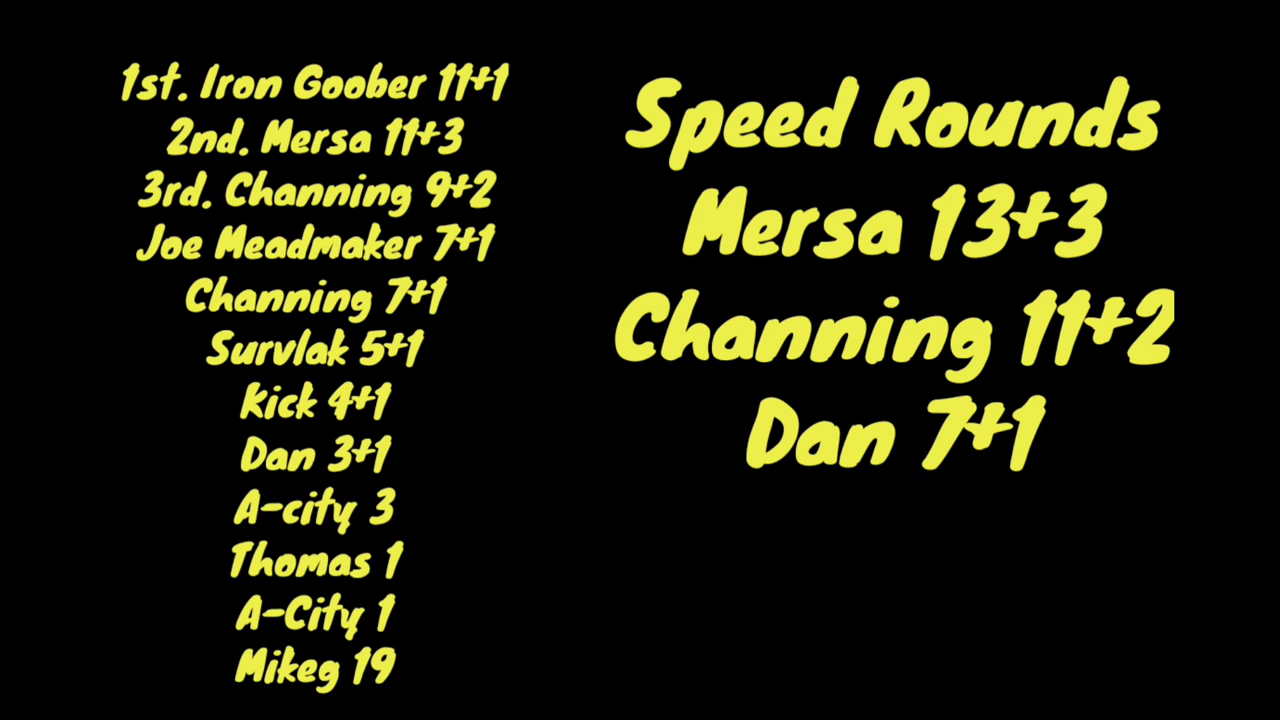 1st. Iron Goober 11+1
2nd. Mersa 11+3
3rd. Channing 9+2
Joe Meadmaker 7+1
Channing 7+1
Survlak 5+1
Kick 4+1
Dan 3+1
A-city 3
Thomas 1
A-City 1
Mikeg 19
Speed Rounds
Mersa 13+3
Channing 11+2
Dan 7+1